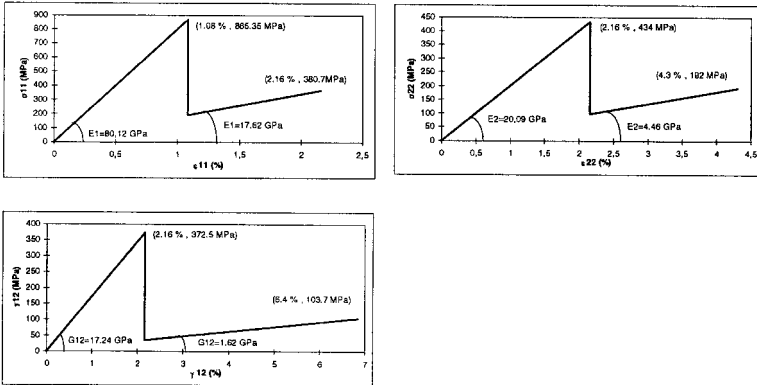 σ11 (MPa)
900
800
700
600
500
400
300
200
100
0
(1.08 % , 865.35 MPa)
(2.16 % , 380.7MPa)
E1=80,12 GPa
E1=17,62 GPa
0
0,5
1
1,5
2
2,5
ε11 (%)
σ22 (MPa)
450
400
350
300
250
200
150
100
50
0
(2.16 % , 434 MPa)
(4.3 % , 192 MPa)
E2=20,09 GPa
E2=4.46 GPa
0
0,5
1
1,5
2
2,5
3
3,5
4
4,5
ε22 (%)
γ12 (MPa)
400
350
300
250
200
150
100
50
0
(2.16 % , 372.5 MPa)
(6.4 % , 103.7 MPa)
G12=17.24 GPa
G12=1.62 GPa
0
1
2
3
4
5
6
7
γ 12 (%)